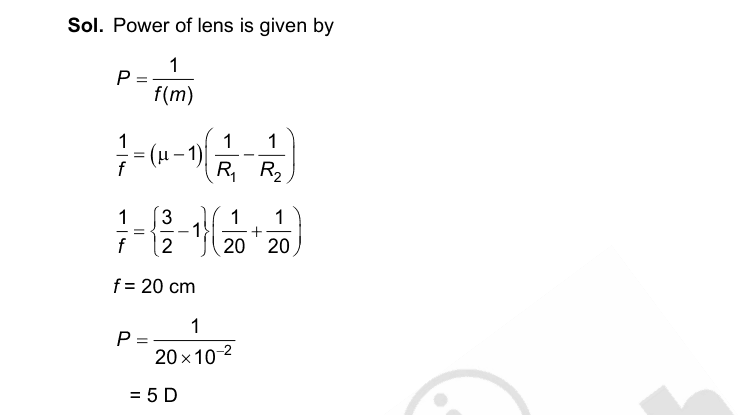 Sol. Power of lens is given by
P = 1/f(m)
1/f = (μ − 1)(1/R₁ − 1/R₂)
1/f = {3/2 − 1}(1/20 + 1/20)
f = 20 cm
P = 1/(20 × 10⁻²)
= 5 D